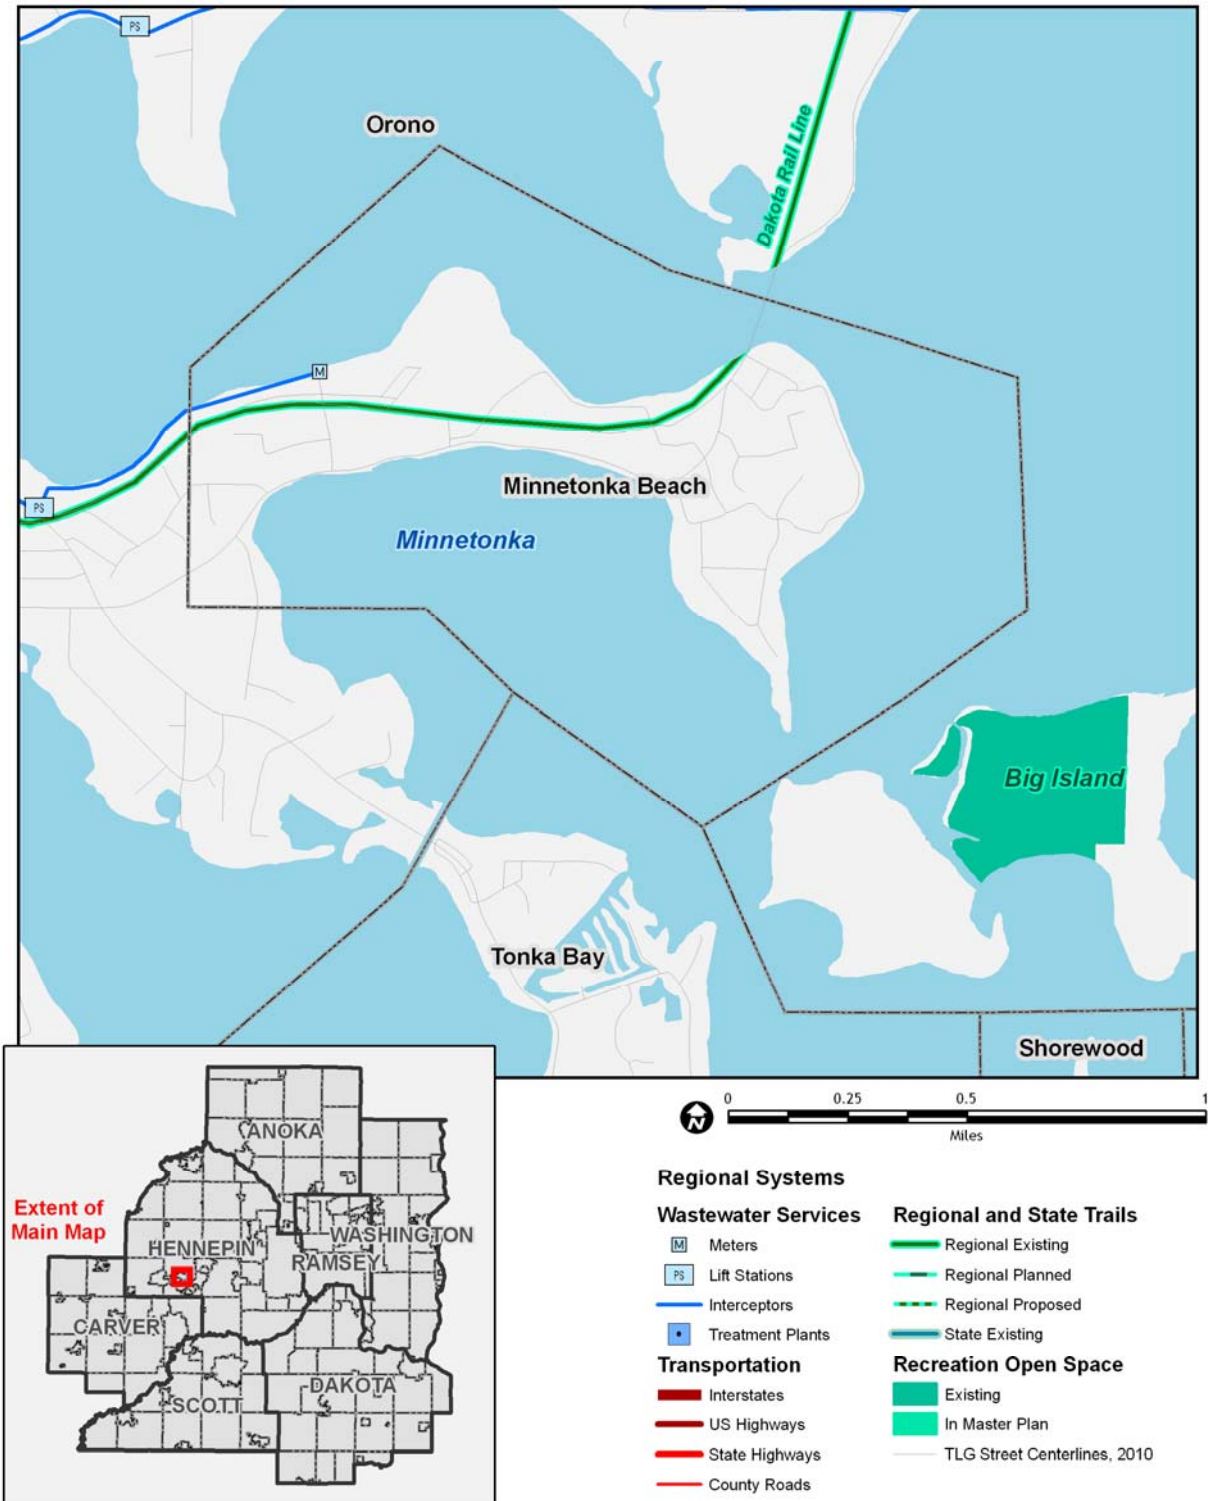 PS
Orono
Dakota Rail Line
M
Minnetonka Beach
PS
Minnetonka
Big Island
Tonka Bay
Shorewood
Extent of
Main Map
ANOKA
HENNEPIN
WASHINGTON
RAMSEY
CARVER
SCOTT
DAKOTA
N
0 0.25 0.5 1
Miles
Regional Systems
Wastewater Services
M Meters
PS Lift Stations
Interceptors
Treatment Plants
Transportation
Interstates
US Highways
State Highways
County Roads
Regional and State Trails
Regional Existing
Regional Planned
Regional Proposed
State Existing
Recreation Open Space
Existing
In Master Plan
TLG Street Centerlines, 2010